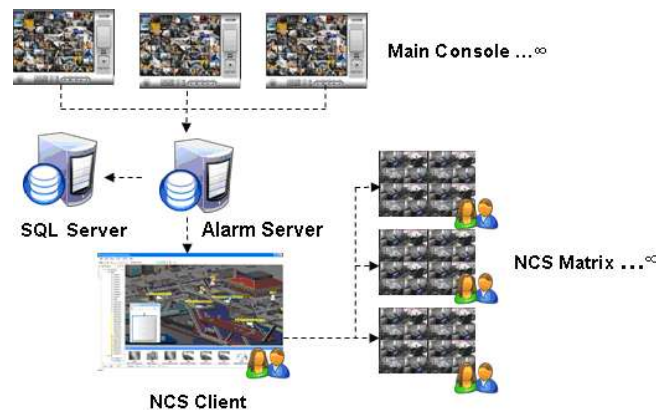 Main Console ...∞
SQL Server
Alarm Server
NCS Matrix ...∞
NCS Client